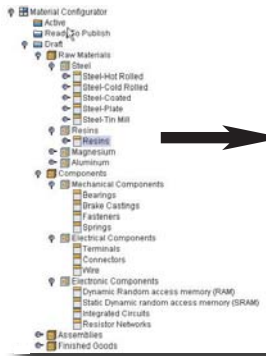 Material Configurator
Active
Ready To Publish
Draft
Raw Materials
Steel
Steel-Hot Rolled
Steel-Cold Rolled
Steel-Coated
Steel-Plate
Steel-Tin Mill
Resins
Resins
Magnesium
Aluminum
Components
Mechanical Components
Bearings
Brake Castings
Fasteners
Springs
Electrical Components
Terminals
Connectors
Wire
Electronic Components
Dynamic Random access memory (RAM)
Static Dynamic random access memory (SRAM)
Integrated Circuits
Resistor Networks
Assemblies
Finished Goods